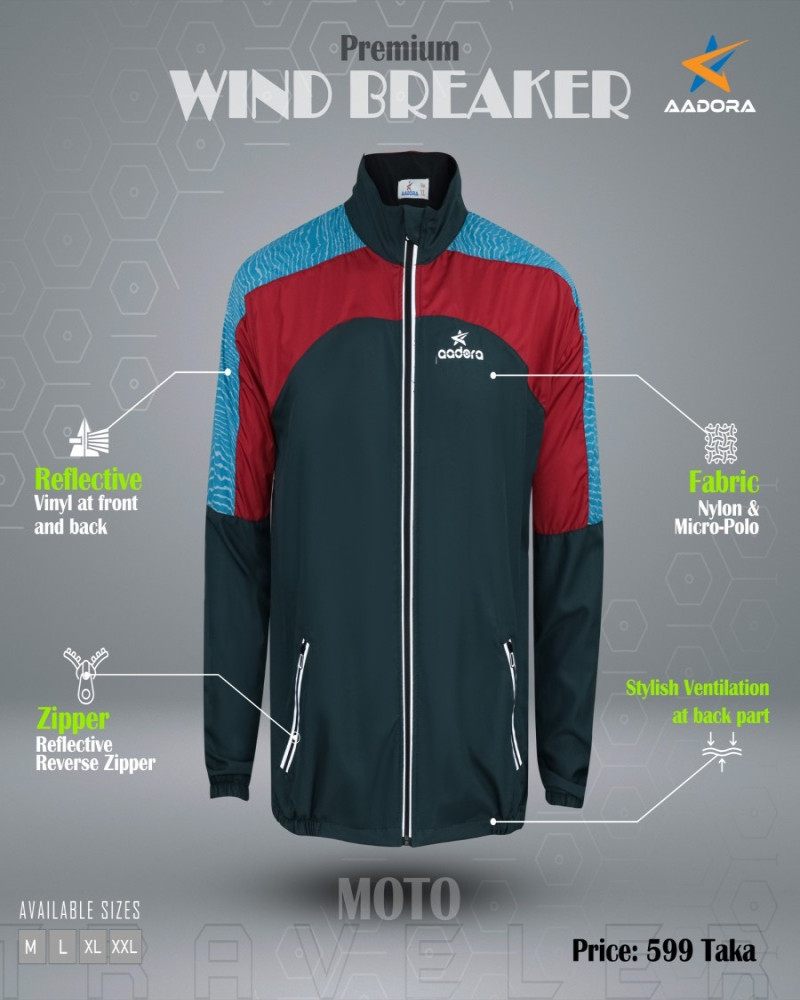 Premium
WIND BREAKER
AADORA
aadora
Reflective
Vinyl at front
and back
Fabric
Nylon &
Micro-Polo
Zipper
Reflective
Reverse Zipper
Stylish Ventilation
at back part
MOTO
AVAILABLE SIZES
M L XL XXL
TRAVELER
Price: 599 Taka